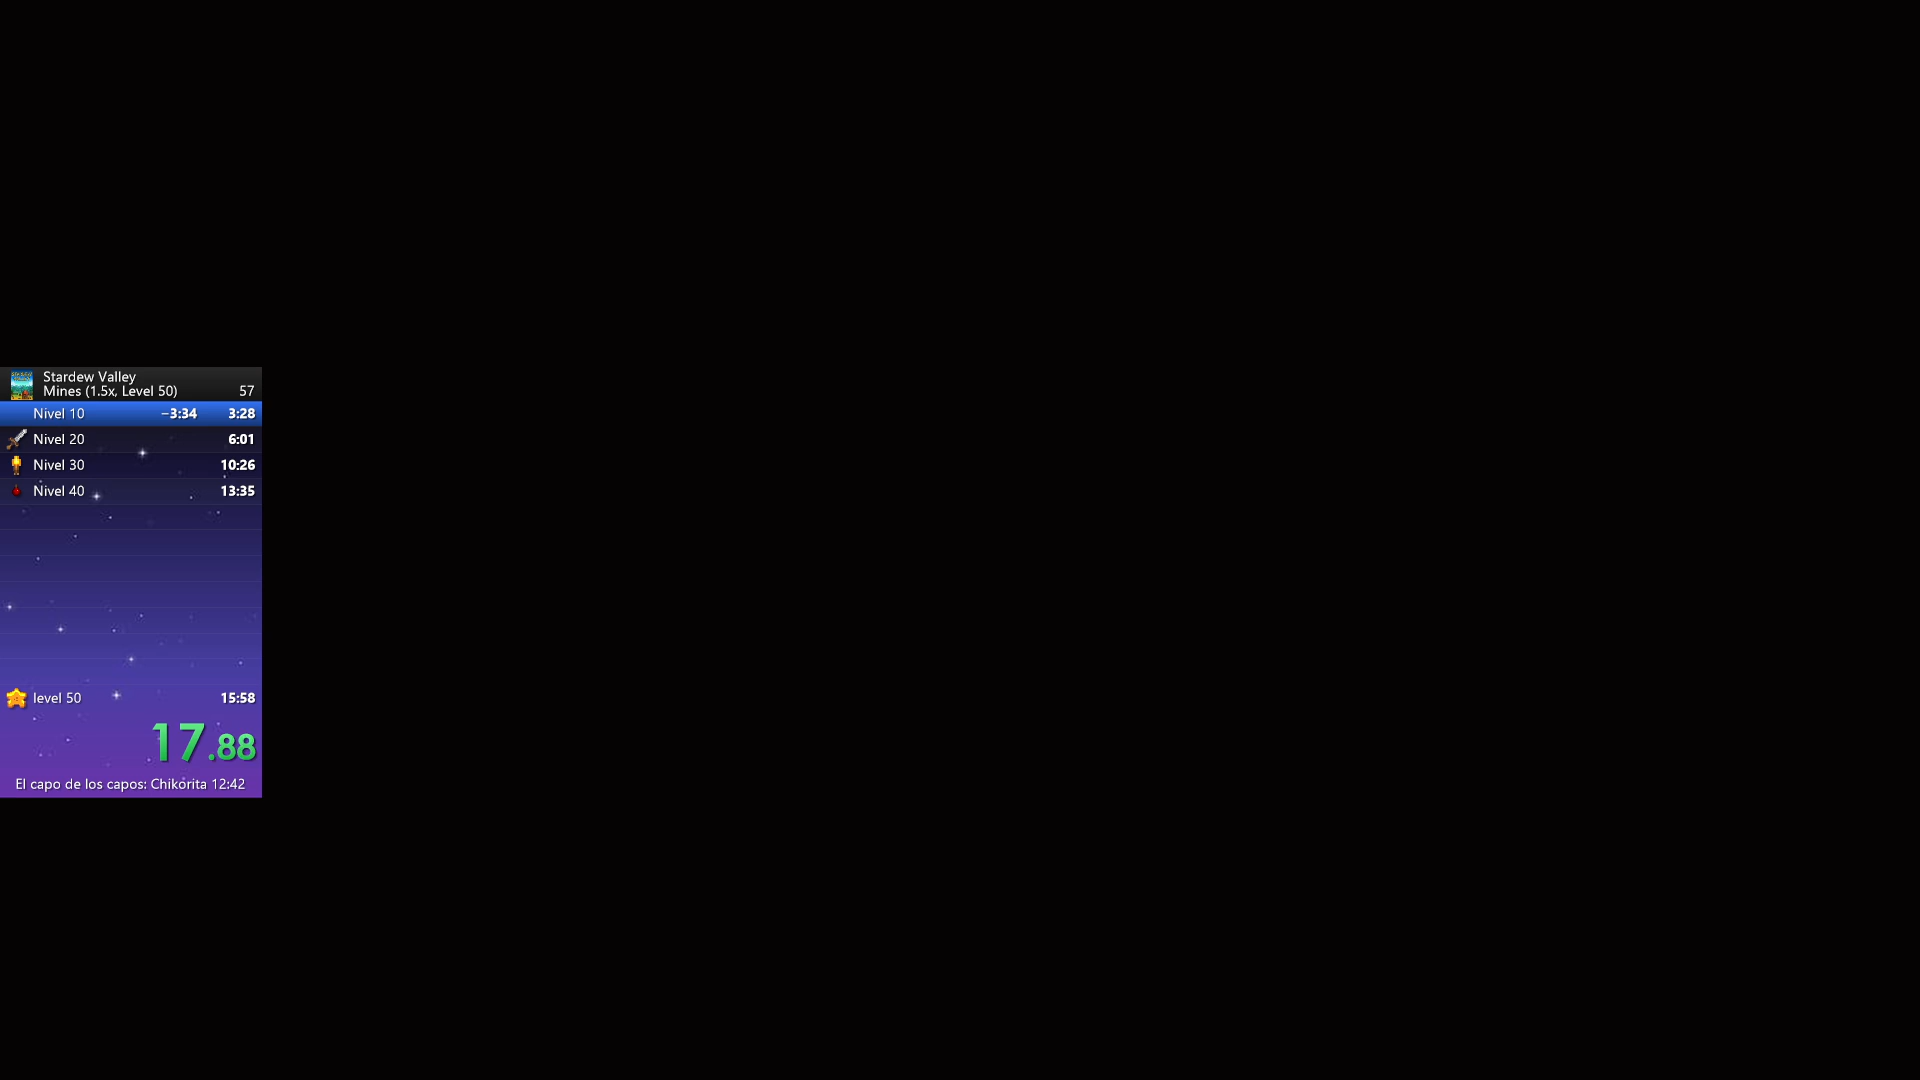 Stardew Valley
Mines (1.5x, Level 50) 57
Nivel 10 −3:34 3:28
Nivel 20 6:01
Nivel 30 10:26
Nivel 40 13:35
level 50 15:58
17.88
El capo de los capos: Chikorita 12:42